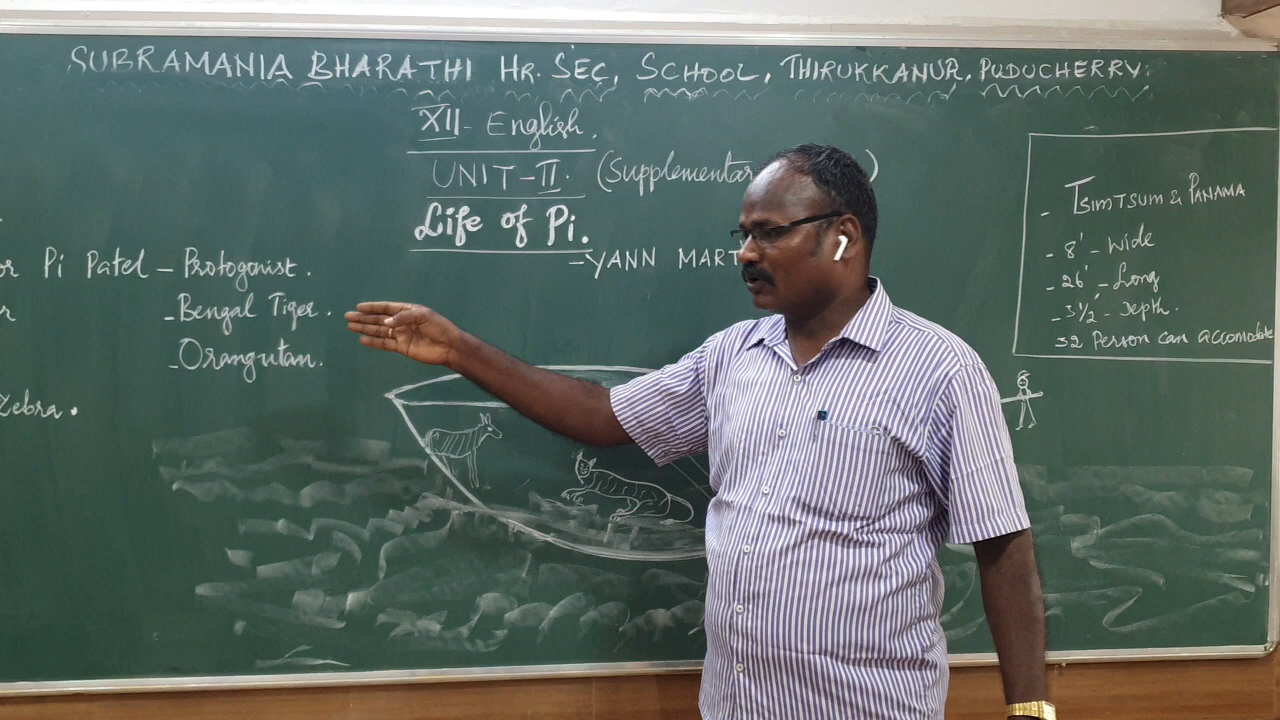 SUBRAMANIA BHARATHI HR. SEC, SCHOOL, THIRUKKANUR, PUDUCHERRY.
XII - English.
UNIT - II. (Supplementar )
Life of Pi.
- YANN MART
or Pi Patel - Protogonist.
r - Bengal Tiger.
- Orangutan.
Zebra.
- TSIMTSUM & PANAMA
- 8' - Wide
- 26' - Long
- 3½' - Depth.
32 Person can accomodate